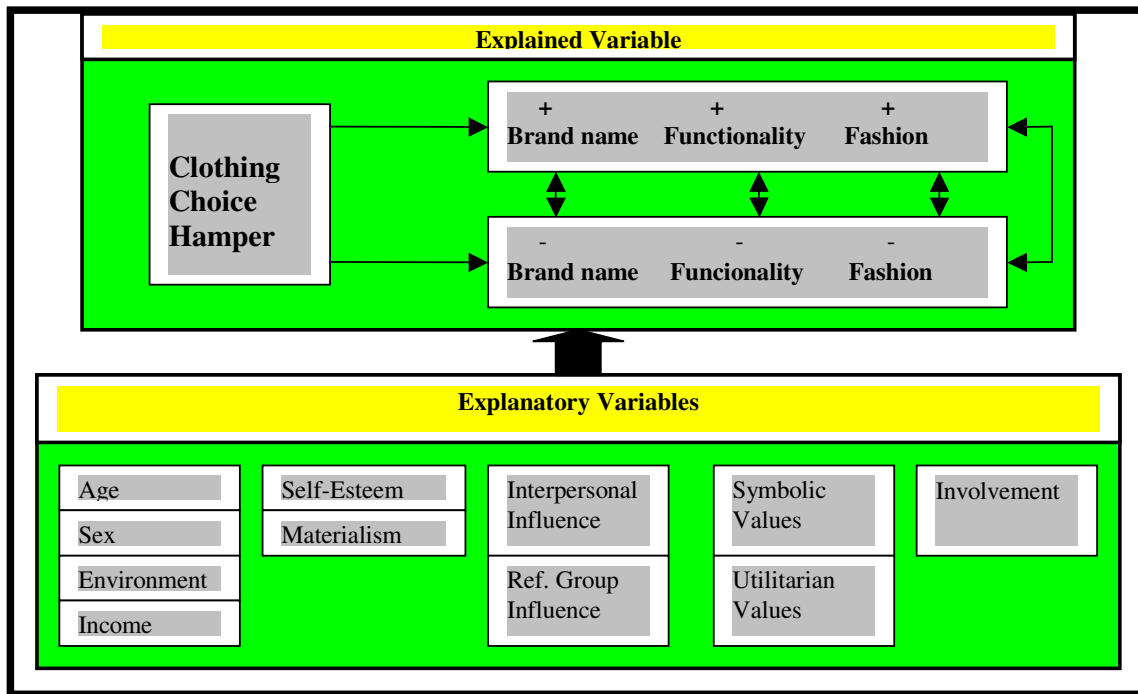 Explained Variable
+ + +
Brand name Functionality Fashion
Clothing
Choice
Hamper
- - -
Brand name Funcionality Fashion
Explanatory Variables
Age
Sex
Environment
Income
Self-Esteem
Materialism
Interpersonal
Influence
Ref. Group
Influence
Symbolic
Values
Utilitarian
Values
Involvement